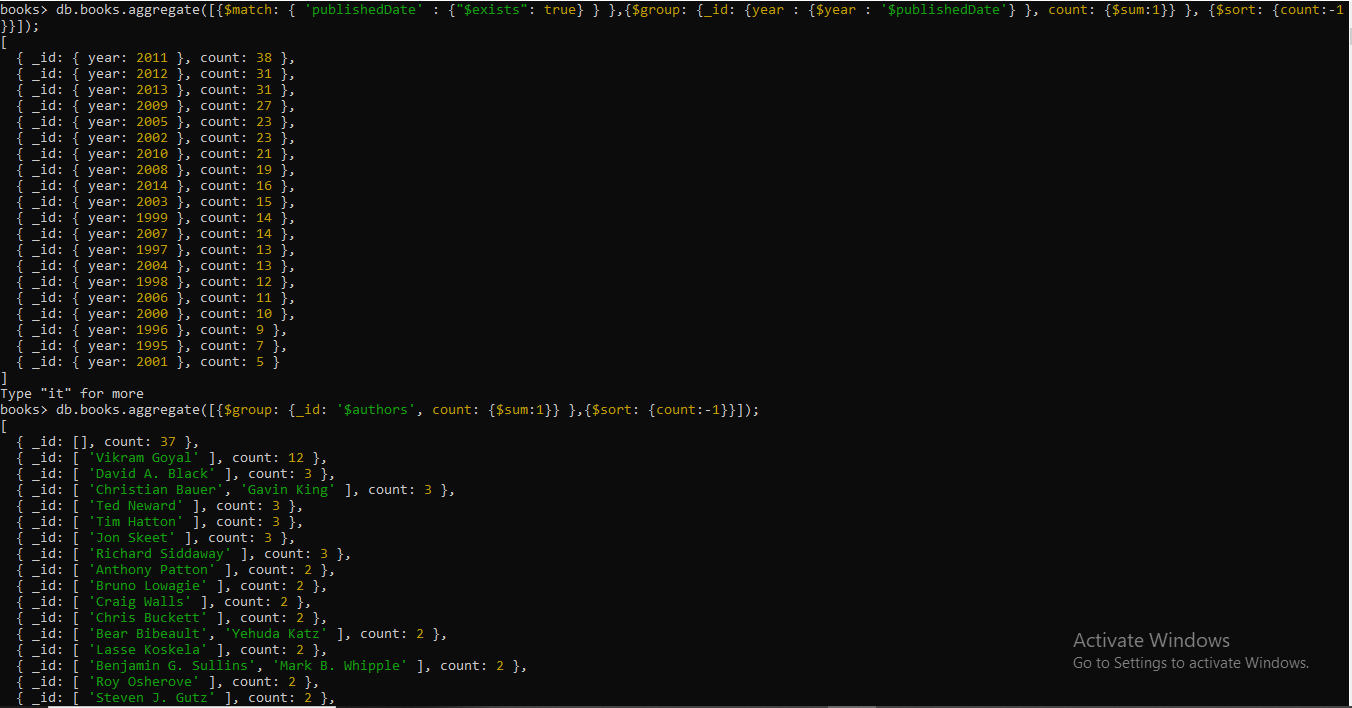 books> db.books.aggregate([{$match: { 'publishedDate' : {"$exists": true} } },{$group: {_id: {year : {$year : '$publishedDate'} }, count: {$sum:1}} }, {$sort: {count:-1
}}]);
[
  { _id: { year: 2011 }, count: 38 },
  { _id: { year: 2012 }, count: 31 },
  { _id: { year: 2013 }, count: 31 },
  { _id: { year: 2009 }, count: 27 },
  { _id: { year: 2005 }, count: 23 },
  { _id: { year: 2002 }, count: 23 },
  { _id: { year: 2010 }, count: 21 },
  { _id: { year: 2008 }, count: 19 },
  { _id: { year: 2014 }, count: 16 },
  { _id: { year: 2003 }, count: 15 },
  { _id: { year: 1999 }, count: 14 },
  { _id: { year: 2007 }, count: 14 },
  { _id: { year: 1997 }, count: 13 },
  { _id: { year: 2004 }, count: 13 },
  { _id: { year: 1998 }, count: 12 },
  { _id: { year: 2006 }, count: 11 },
  { _id: { year: 2000 }, count: 10 },
  { _id: { year: 1996 }, count: 9 },
  { _id: { year: 1995 }, count: 7 },
  { _id: { year: 2001 }, count: 5 }
]
Type "it" for more
books> db.books.aggregate([{$group: {_id: '$authors', count: {$sum:1}} },{$sort: {count:-1}}]);
[
  { _id: [], count: 37 },
  { _id: [ 'Vikram Goyal' ], count: 12 },
  { _id: [ 'David A. Black' ], count: 3 },
  { _id: [ 'Christian Bauer', 'Gavin King' ], count: 3 },
  { _id: [ 'Ted Neward' ], count: 3 },
  { _id: [ 'Tim Hatton' ], count: 3 },
  { _id: [ 'Jon Skeet' ], count: 3 },
  { _id: [ 'Richard Siddaway' ], count: 3 },
  { _id: [ 'Anthony Patton' ], count: 2 },
  { _id: [ 'Bruno Lowagie' ], count: 2 },
  { _id: [ 'Craig Walls' ], count: 2 },
  { _id: [ 'Chris Buckett' ], count: 2 },
  { _id: [ 'Bear Bibeault', 'Yehuda Katz' ], count: 2 },
  { _id: [ 'Lasse Koskela' ], count: 2 },
  { _id: [ 'Benjamin G. Sullins', 'Mark B. Whipple' ], count: 2 },
  { _id: [ 'Roy Osherove' ], count: 2 },
  { _id: [ 'Steven J. Gutz' ], count: 2 },
Activate Windows
Go to Settings to activate Windows.